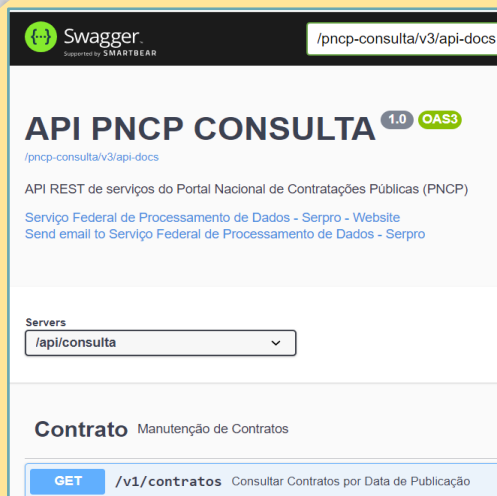 {···} Swagger.
Supported by SMARTBEAR
/pncp-consulta/v3/api-docs
API PNCP CONSULTA 1.0 OAS3
/pncp-consulta/v3/api-docs
API REST de serviços do Portal Nacional de Contratações Públicas (PNCP)
Serviço Federal de Processamento de Dados - Serpro - Website
Send email to Serviço Federal de Processamento de Dados - Serpro
Servers
/api/consulta
Contrato Manutenção de Contratos
GET /v1/contratos Consultar Contratos por Data de Publicação